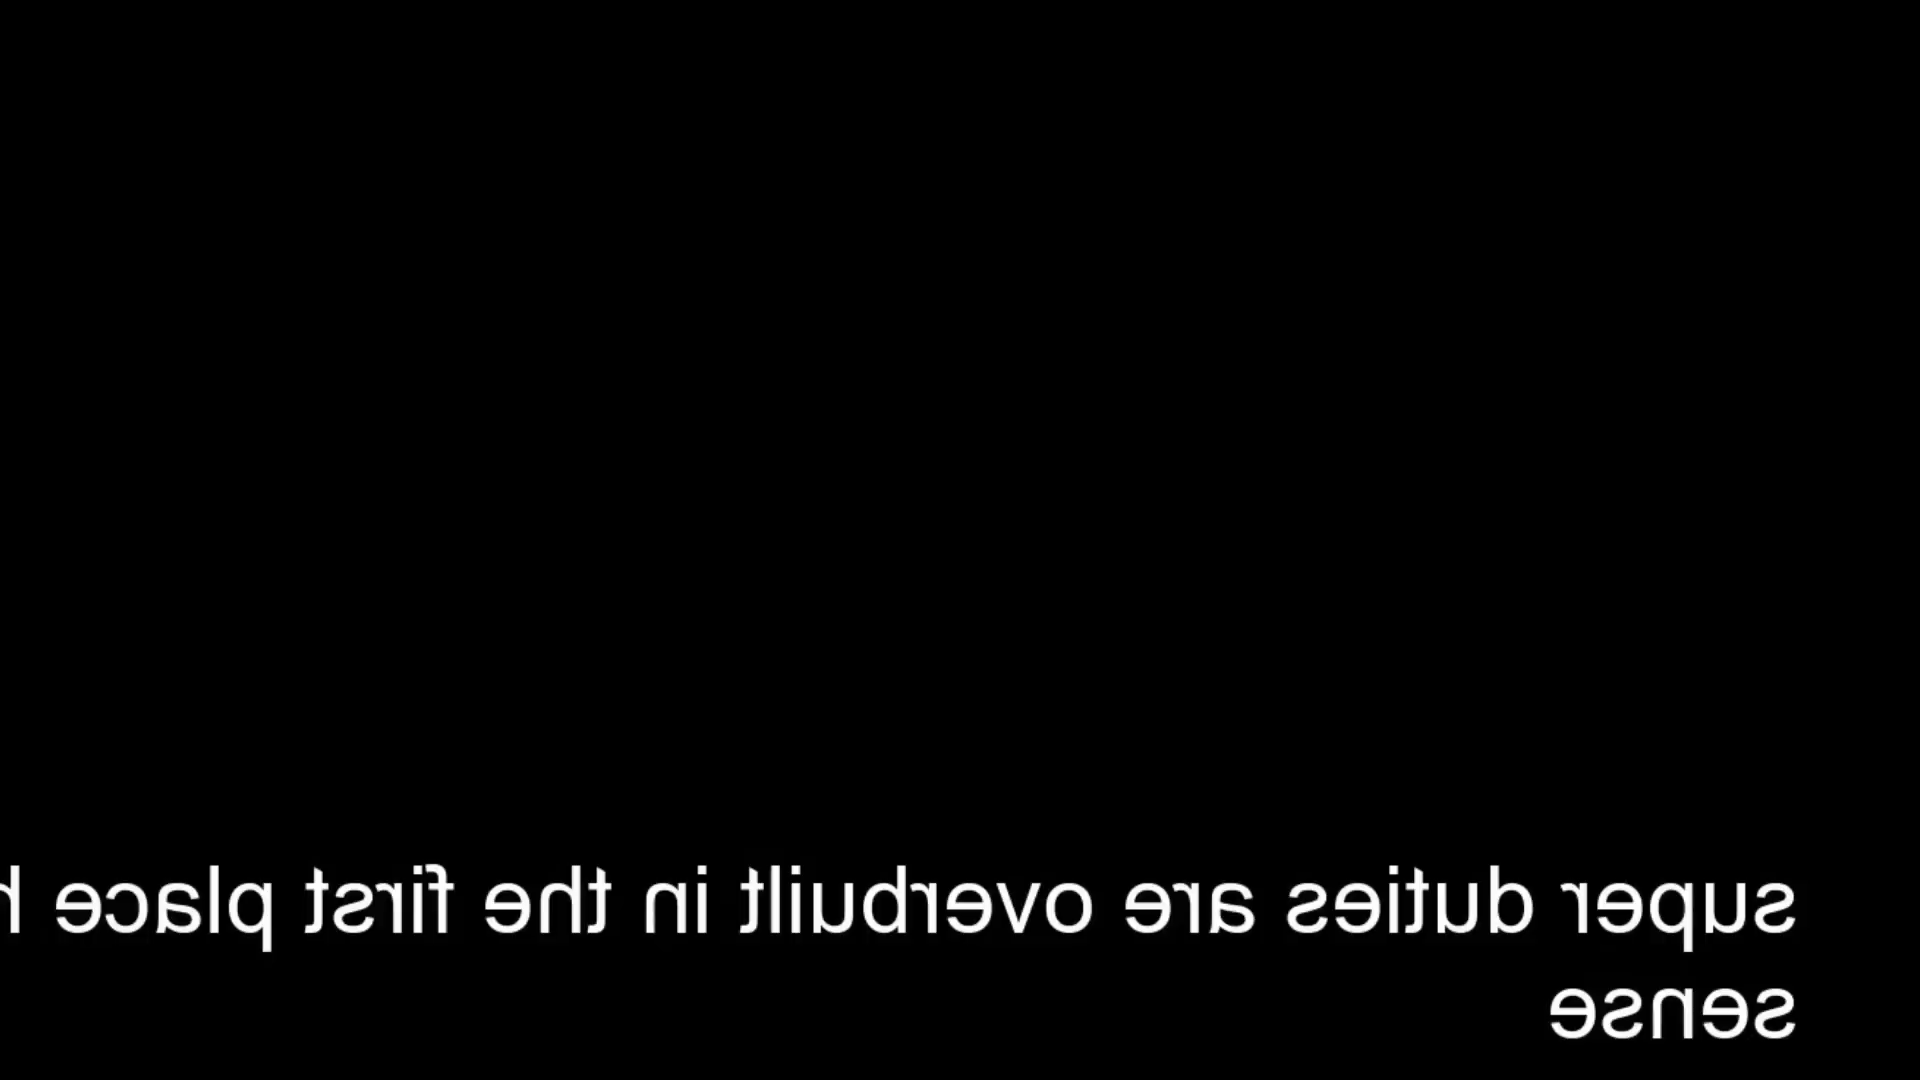 super duties are overbuilt in the first place
sense